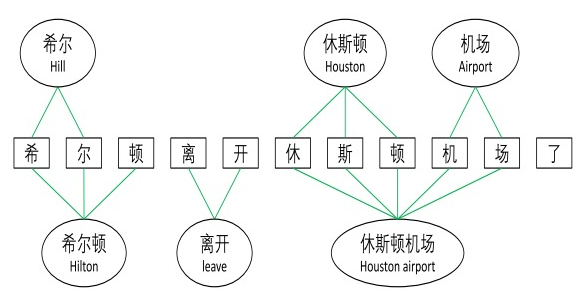 希尔
Hill
休斯顿
Houston
机场
Airport
希 尔 顿 离 开 休 斯 顿 机 场 了
希尔顿
Hilton
离开
leave
休斯顿机场
Houston airport